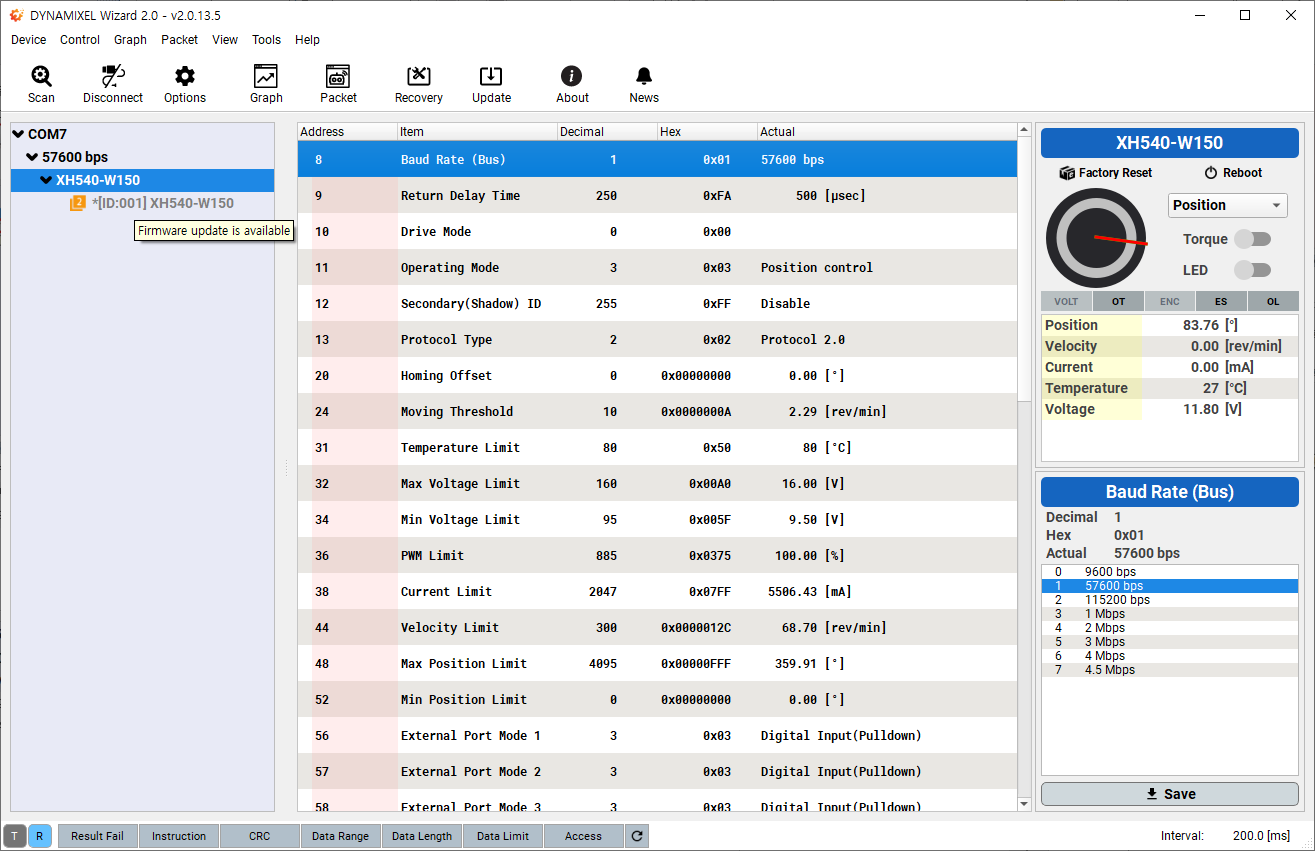 DYNAMIXEL Wizard 2.0 - v2.0.13.5
Device Control Graph Packet View Tools Help
Scan Disconnect Options Graph Packet Recovery Update About News
COM7
57600 bps
XH540-W150
2 *[ID:001] XH540-W150
Firmware update is available
Address Item Decimal Hex Actual
8 Baud Rate (Bus) 1 0x01 57600 bps
9 Return Delay Time 250 0xFA 500 [μsec]
10 Drive Mode 0 0x00
11 Operating Mode 3 0x03 Position control
12 Secondary(Shadow) ID 255 0xFF Disable
13 Protocol Type 2 0x02 Protocol 2.0
20 Homing Offset 0 0x00000000 0.00 [°]
24 Moving Threshold 10 0x0000000A 2.29 [rev/min]
31 Temperature Limit 80 0x50 80 [°C]
32 Max Voltage Limit 160 0x00A0 16.00 [V]
34 Min Voltage Limit 95 0x005F 9.50 [V]
36 PWM Limit 885 0x0375 100.00 [%]
38 Current Limit 2047 0x07FF 5506.43 [mA]
44 Velocity Limit 300 0x0000012C 68.70 [rev/min]
48 Max Position Limit 4095 0x00000FFF 359.91 [°]
52 Min Position Limit 0 0x00000000 0.00 [°]
56 External Port Mode 1 3 0x03 Digital Input(Pulldown)
57 External Port Mode 2 3 0x03 Digital Input(Pulldown)
58 External Port Mode 3 3 0x03 Digital Input(Pulldown)
XH540-W150
Factory Reset Reboot
Position
Torque
LED
VOLT OT ENC ES OL
Position 83.76 [°]
Velocity 0.00 [rev/min]
Current 0.00 [mA]
Temperature 27 [°C]
Voltage 11.80 [V]
Baud Rate (Bus)
Decimal 1
Hex 0x01
Actual 57600 bps
0 9600 bps
1 57600 bps
2 115200 bps
3 1 Mbps
4 2 Mbps
5 3 Mbps
6 4 Mbps
7 4.5 Mbps
Save
T R Result Fail Instruction CRC Data Range Data Length Data Limit Access Interval: 200.0 [ms]